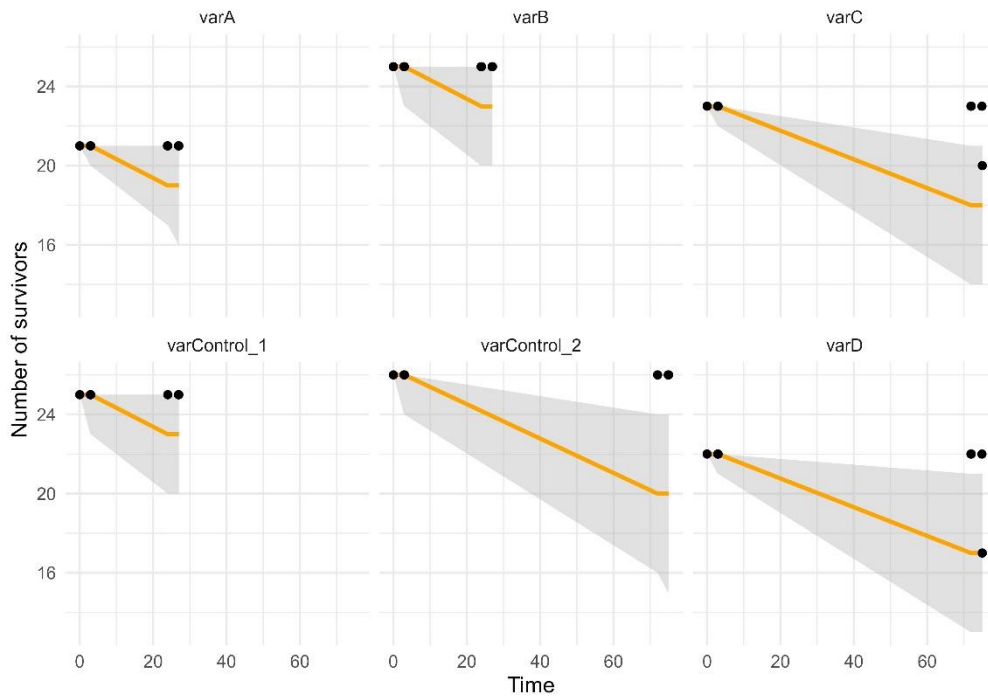 varA
varB
varC
24
20
16
varControl_1
varControl_2
varD
24
20
16
0
20
40
60
0
20
40
60
0
20
40
60
Time
Number of survivors